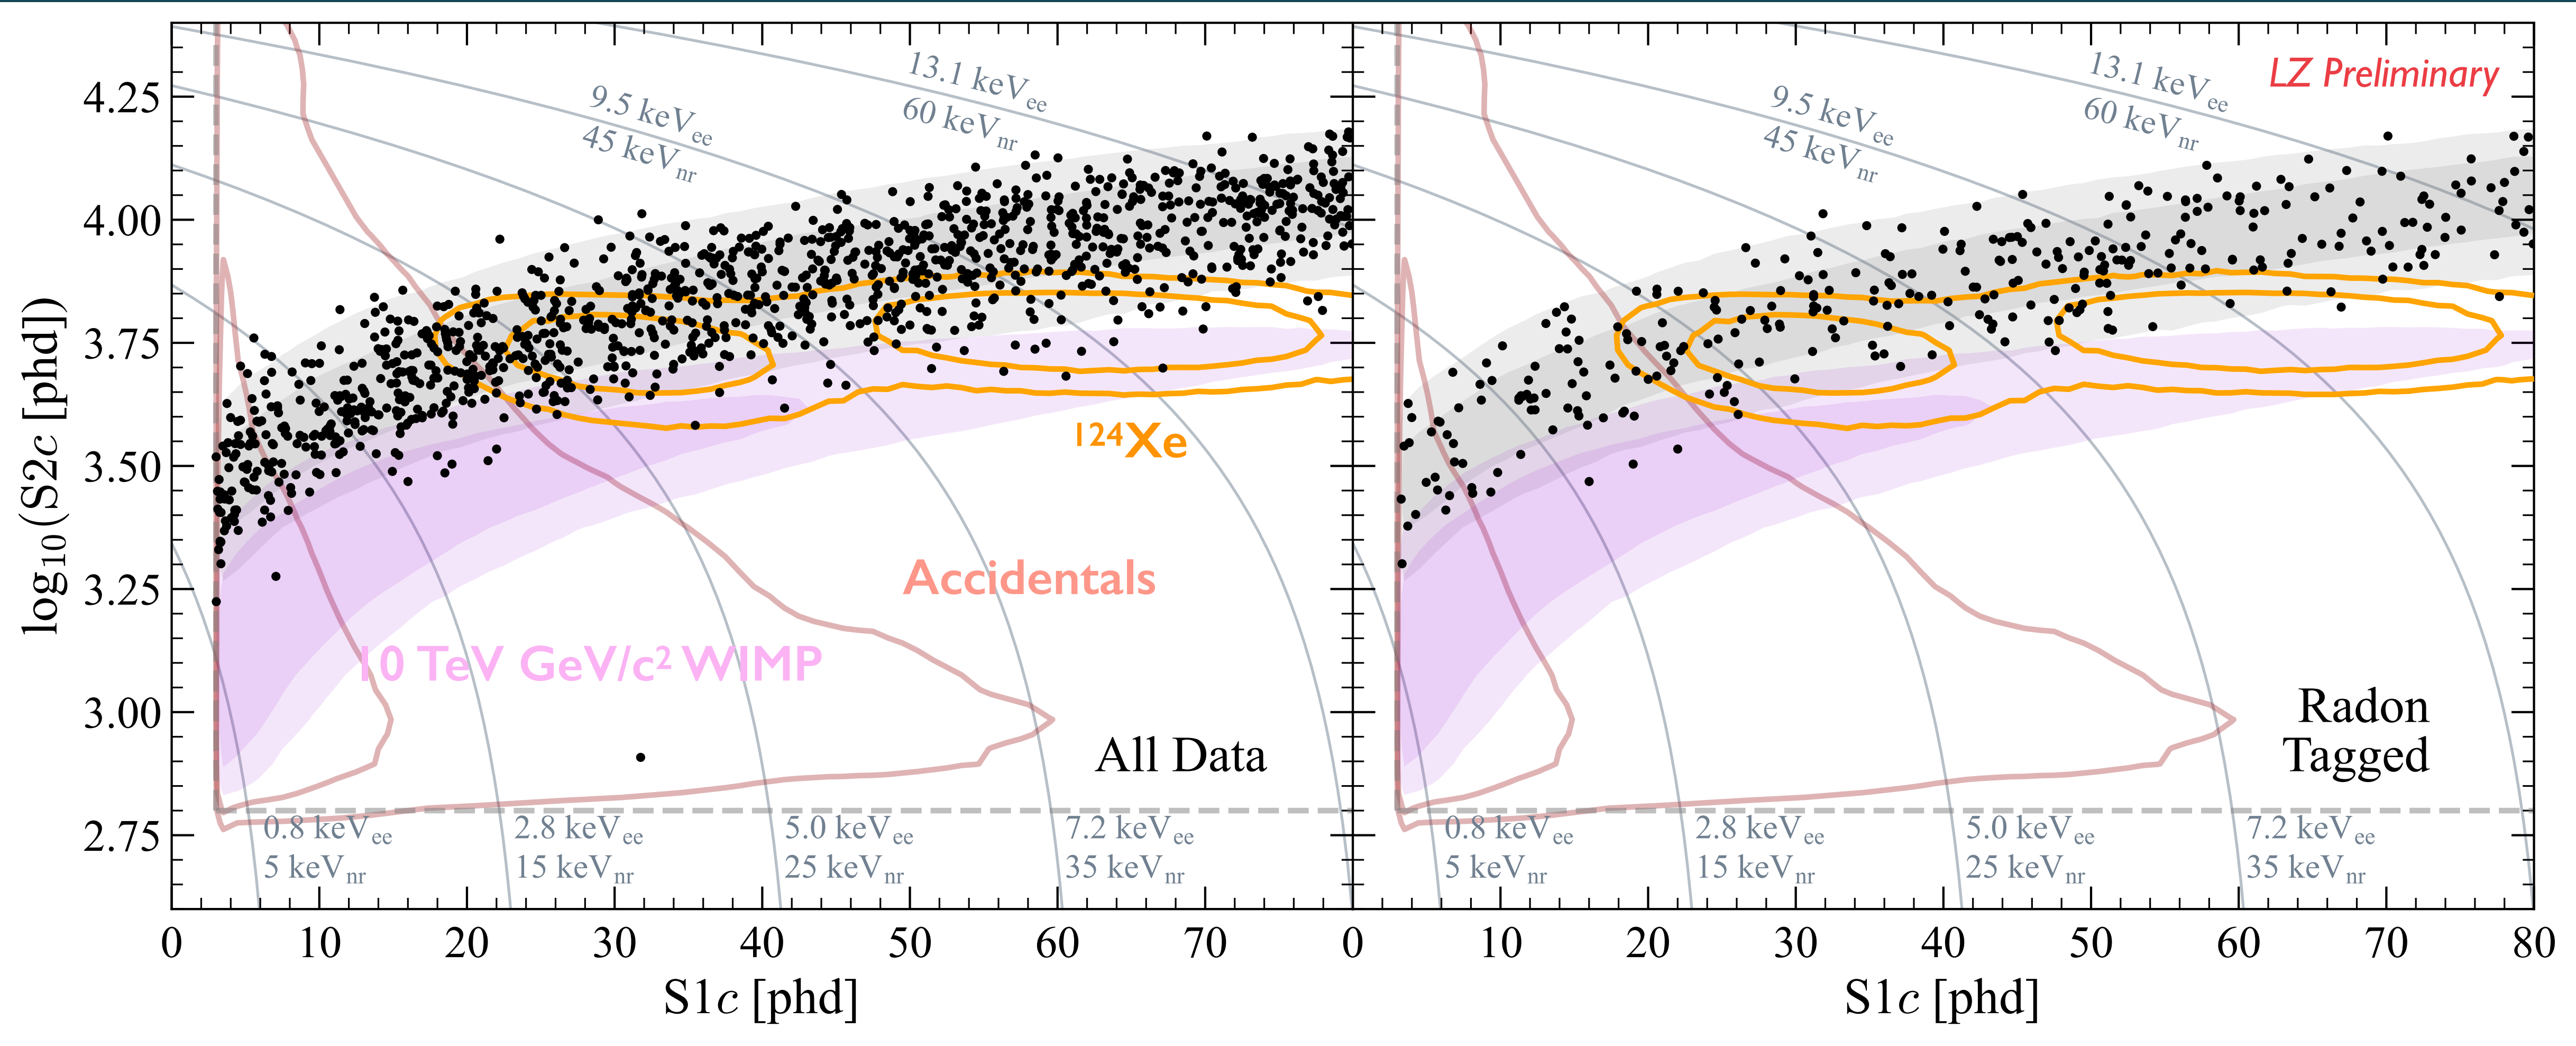 LZ Preliminary
log₁₀(S2c [phd])
4.25
4.00
3.75
3.50
3.25
3.00
2.75
9.5 keVee
45 keVnr
13.1 keVee
60 keVnr
124Xe
Accidentals
10 TeV GeV/c² WIMP
All Data
0.8 keVee
5 keVnr
2.8 keVee
15 keVnr
5.0 keVee
25 keVnr
7.2 keVee
35 keVnr
0 10 20 30 40 50 60 70
S1c [phd]
9.5 keVee
45 keVnr
13.1 keVee
60 keVnr
Radon
Tagged
0.8 keVee
5 keVnr
2.8 keVee
15 keVnr
5.0 keVee
25 keVnr
7.2 keVee
35 keVnr
0 10 20 30 40 50 60 70 80
S1c [phd]